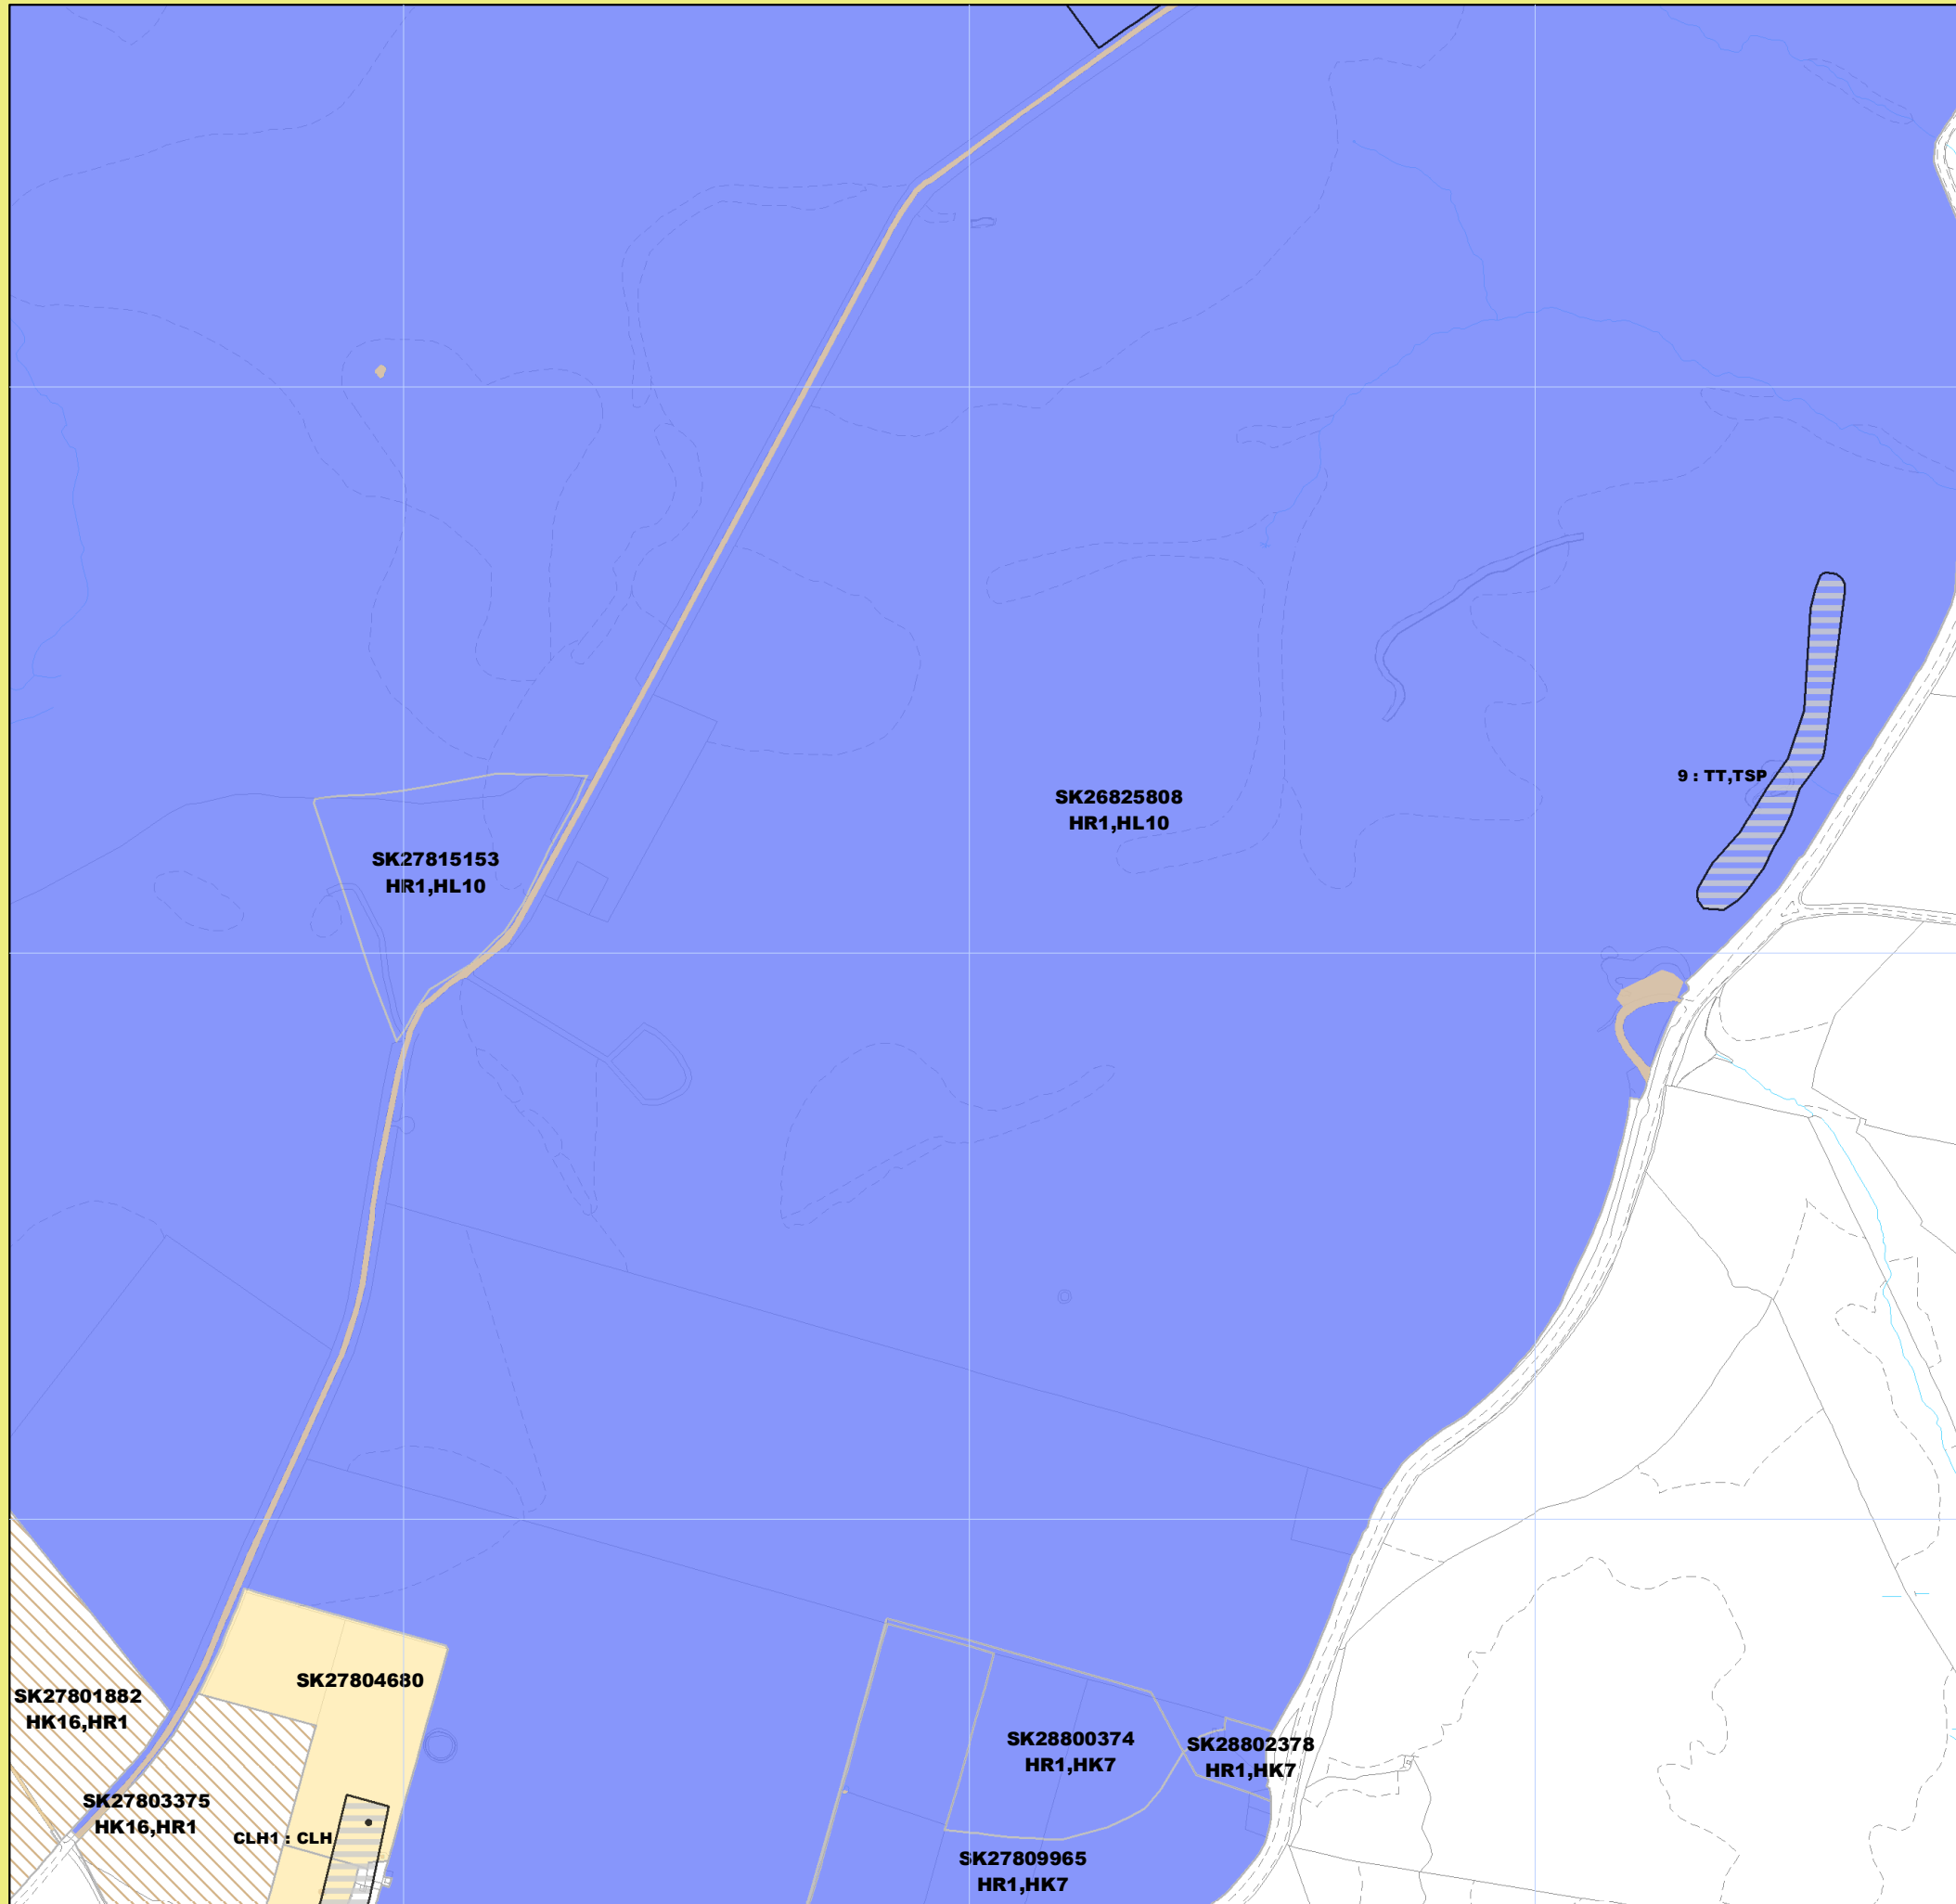 9 : TT,TSP
SK26825808
HR1,HL10
SK27815153
HR1,HL10
SK27804680
SK27801882
HK16,HR1
SK28800374
HR1,HK7
SK28802378
HR1,HK7
SK27803375
HK16,HR1
CLH1 : CLH
SK27809965
HR1,HK7